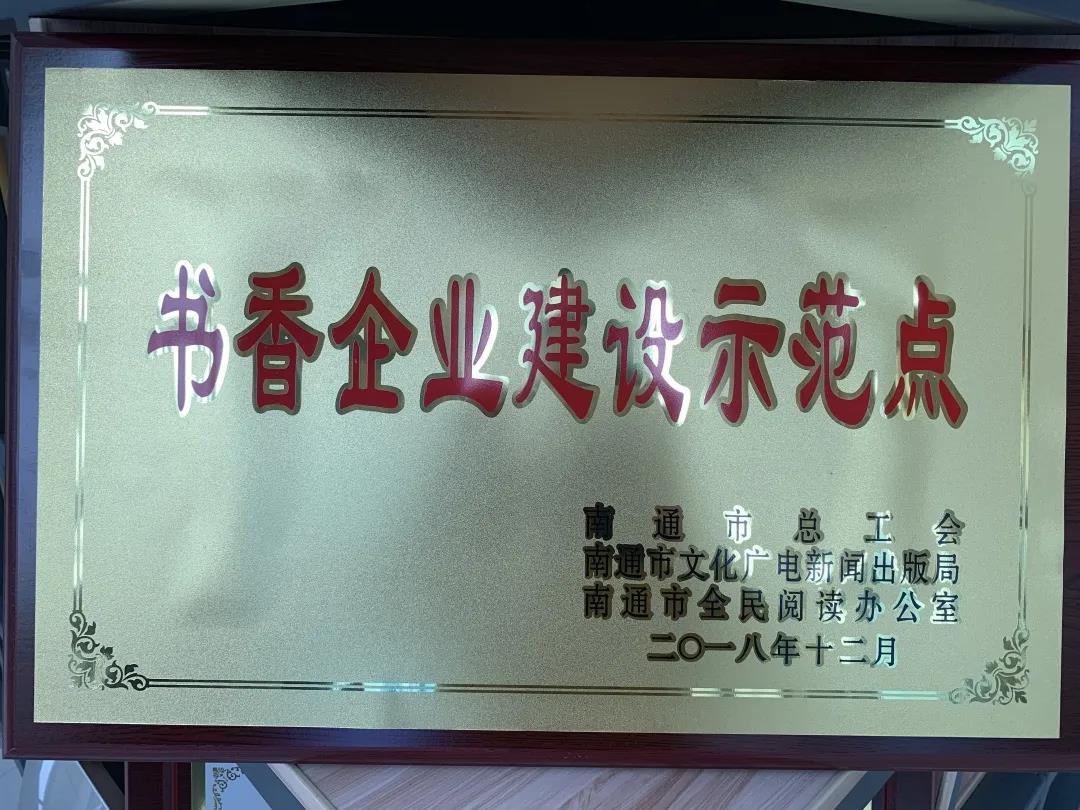 书香企业建设示范点
南通市总工会
南通市文化广电新闻出版局
南通市全民阅读办公室
二〇一八年十二月